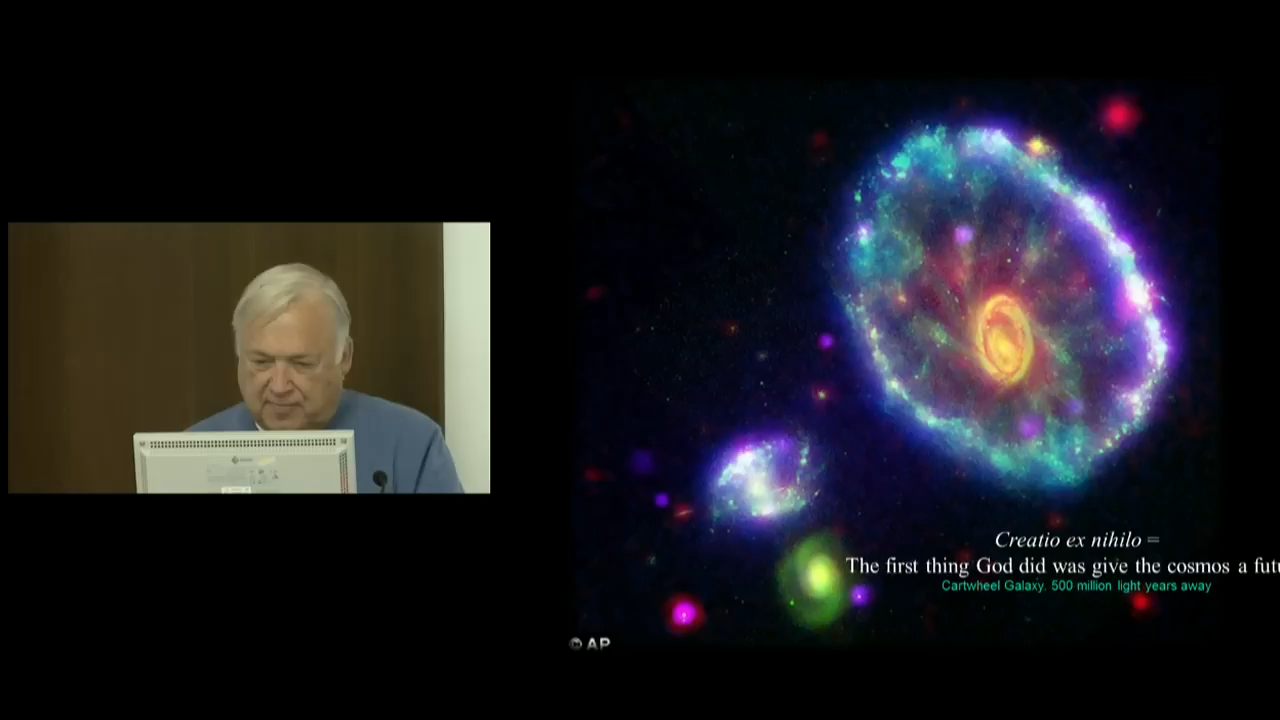 Creatio ex nihilo =
The first thing God did was give the cosmos a futu
Cartwheel Galaxy. 500 million light years away
© AP